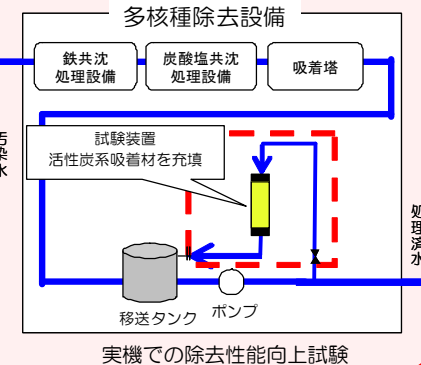 多核種除去設備
鉄共沈
処理設備
炭酸塩共沈
処理設備
吸着塔
汚染水
試験装置
活性炭系吸着材を充填
処理済水
移送タンク
ポンプ
実機での除去性能向上試験